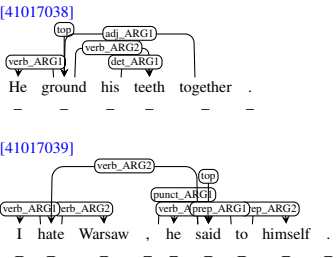 [41017038]
top
adj_ARG1
verb_ARG2
verb_ARG1 det_ARG1
He ground his teeth together .
_ _ _ _ _ _
[41017039]
verb_ARG2
top
punct_ARG1
verb_ARG1 verb_ARG2 prep_ARG1
I hate Warsaw , he said to himself .
_ _ _ _ _ _ _ _ _